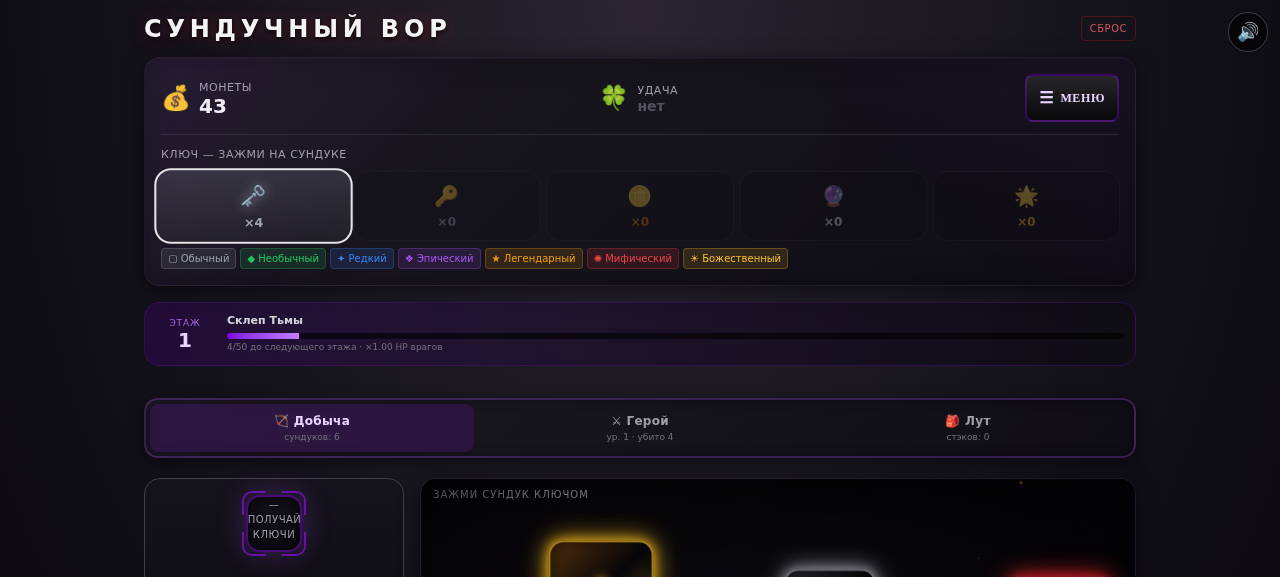 СУНДУЧНЫЙ ВОР
СБРОС
МОНЕТЫ
43
УДАЧА
нет
☰ МЕНЮ
КЛЮЧ — ЗАЖМИ НА СУНДУКЕ
×4
×0
×0
×0
×0
▢ Обычный
◆ Необычный
✦ Редкий
❖ Эпический
★ Легендарный
✺ Мифический
☀ Божественный
ЭТАЖ
1
Склеп Тьмы
4/50 до следующего этажа · ×1.00 HP врагов
🏹 Добыча
сундуков: 6
⚔ Герой
ур. 1 · убито 4
🎒 Лут
стэков: 0
—
ПОЛУЧАЙ
КЛЮЧИ
ЗАЖМИ СУНДУК КЛЮЧОМ